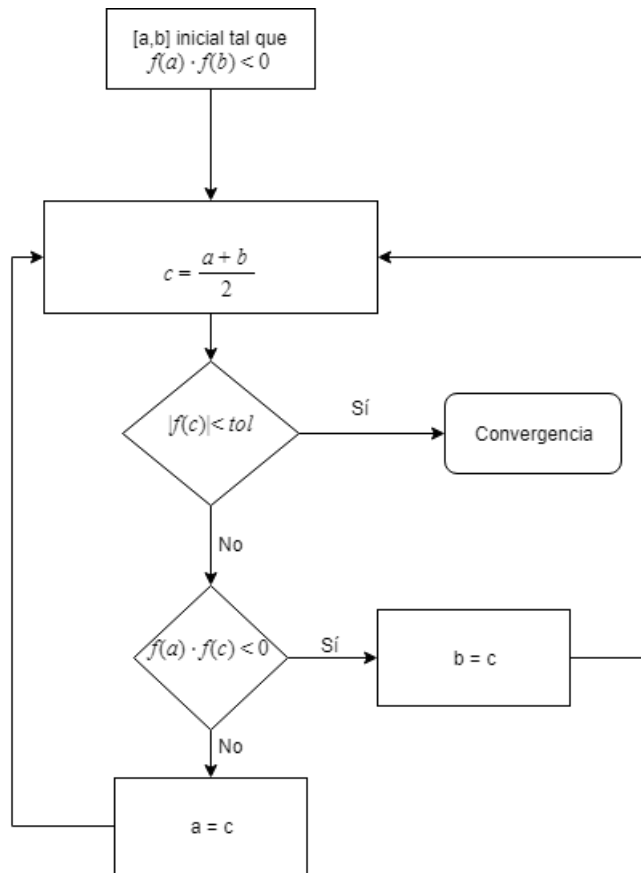 [a,b] inicial tal que
f(a) · f(b) < 0
c = a + b / 2
|f(c)| < tol
Sí
Convergencia
No
f(a) · f(c) < 0
Sí
b = c
No
a = c